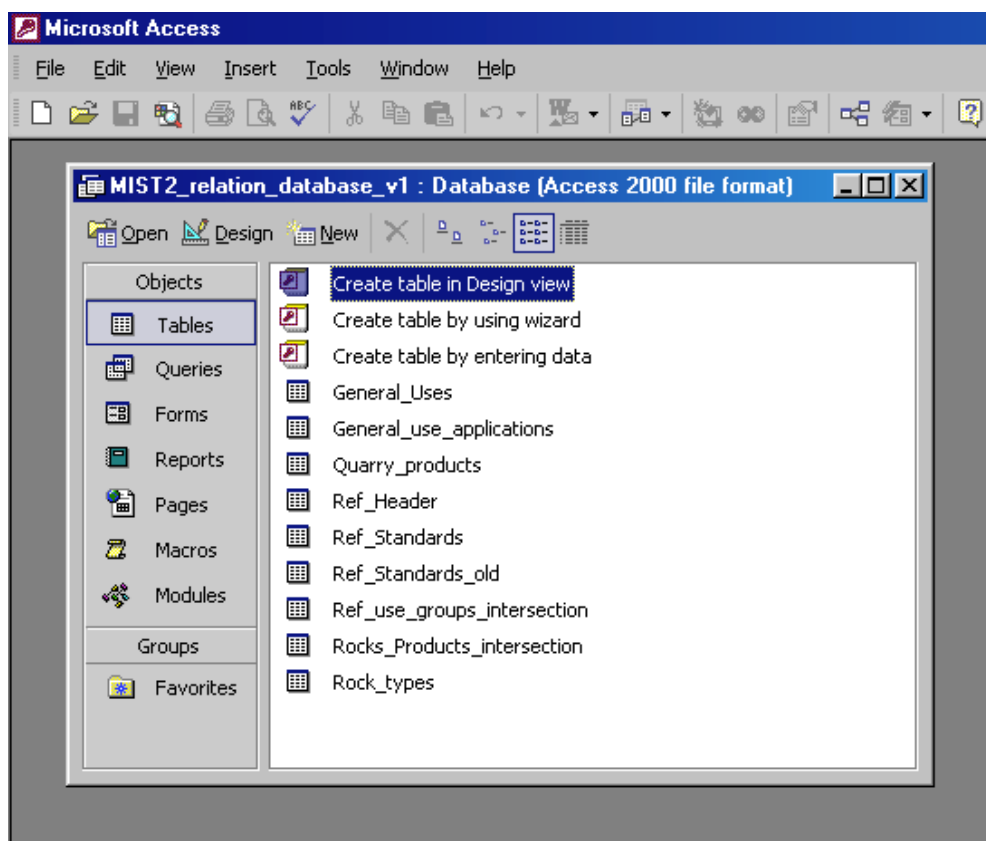 Microsoft Access
File Edit View Insert Tools Window Help
ABC
MIST2_relation_database_v1 : Database (Access 2000 file format)
Open Design New
Objects
Tables
Queries
Forms
Reports
Pages
Macros
Modules
Groups
Favorites
Create table in Design view
Create table by using wizard
Create table by entering data
General_Uses
General_use_applications
Quarry_products
Ref_Header
Ref_Standards
Ref_Standards_old
Ref_use_groups_intersection
Rocks_Products_intersection
Rock_types